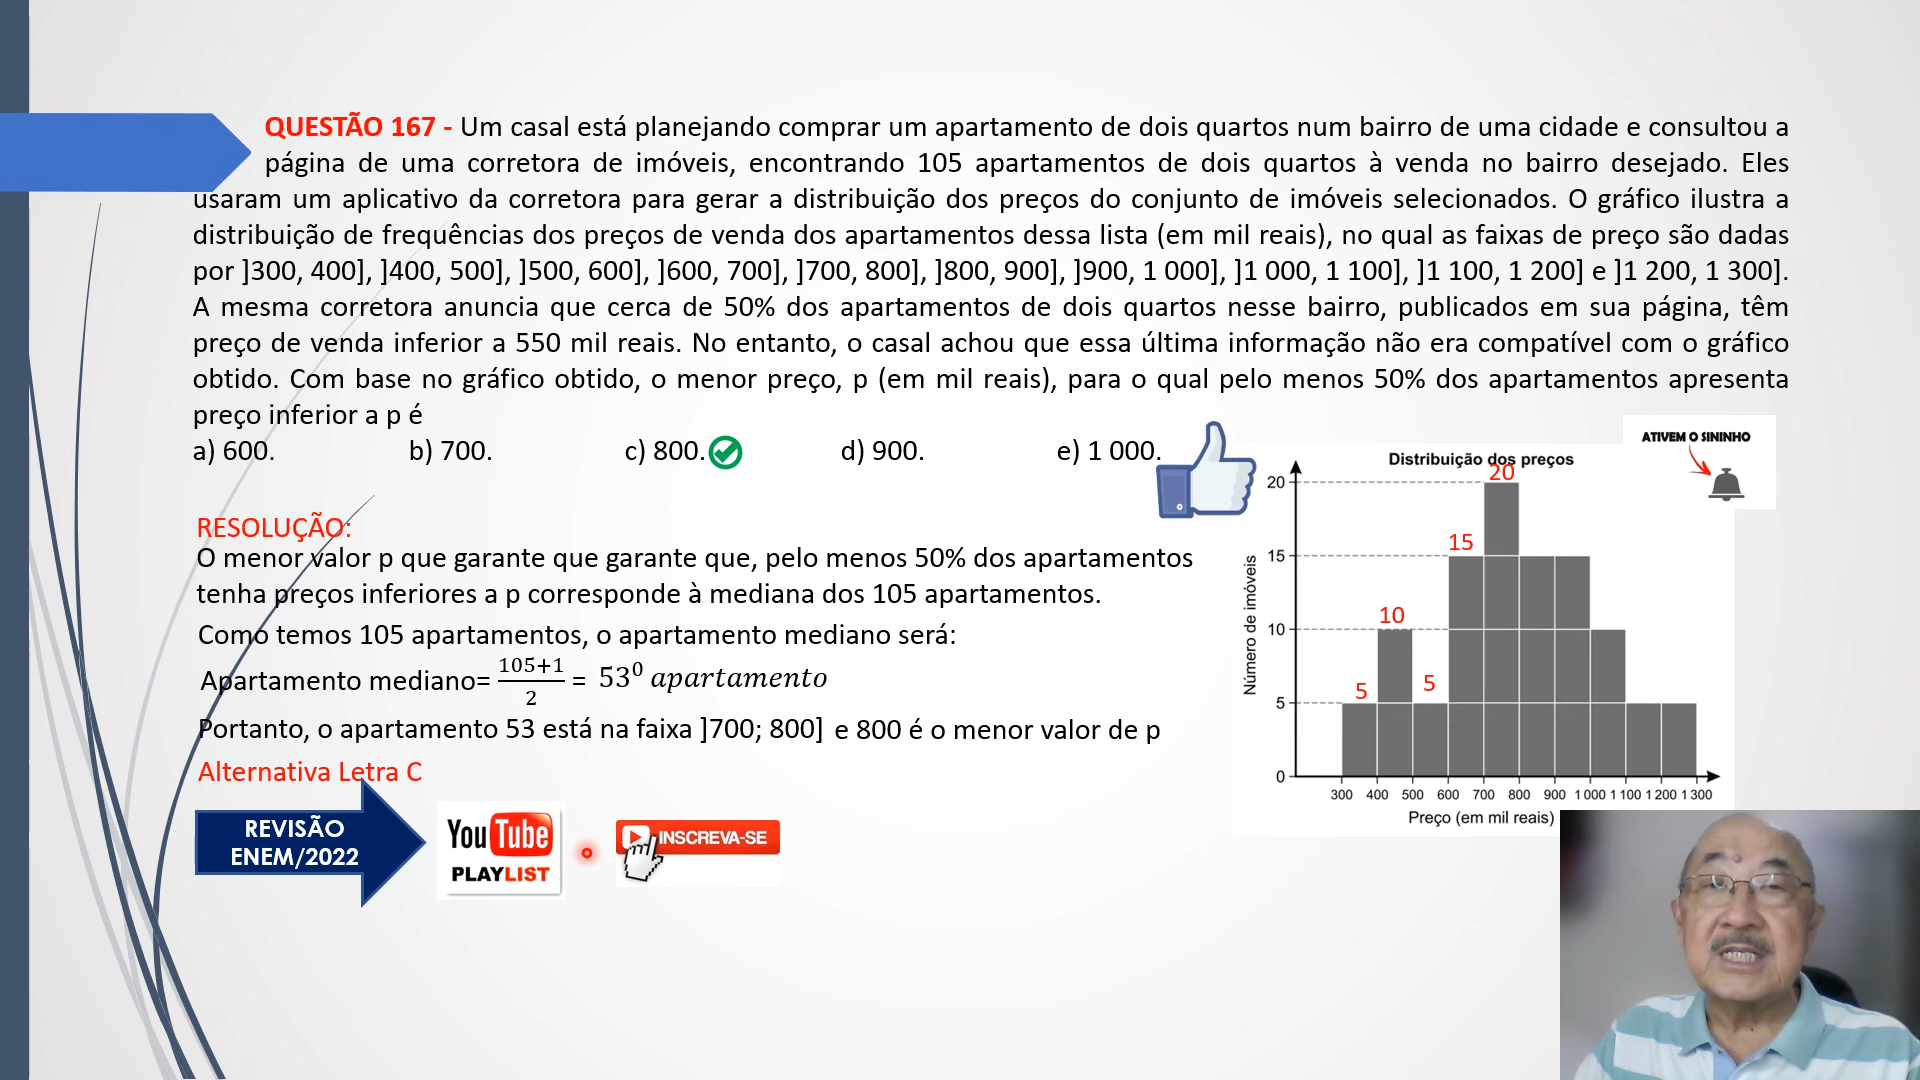 QUESTÃO 167 - Um casal está planejando comprar um apartamento de dois quartos num bairro de uma cidade e consultou a
página de uma corretora de imóveis, encontrando 105 apartamentos de dois quartos à venda no bairro desejado. Eles
usaram um aplicativo da corretora para gerar a distribuição dos preços do conjunto de imóveis selecionados. O gráfico ilustra a
distribuição de frequências dos preços de venda dos apartamentos dessa lista (em mil reais), no qual as faixas de preço são dadas
por ]300, 400], ]400, 500], ]500, 600], ]600, 700], ]700, 800], ]800, 900], ]900, 1 000], ]1 000, 1 100], ]1 100, 1 200] e ]1 200, 1 300].
A mesma corretora anuncia que cerca de 50% dos apartamentos de dois quartos nesse bairro, publicados em sua página, têm
preço de venda inferior a 550 mil reais. No entanto, o casal achou que essa última informação não era compatível com o gráfico
obtido. Com base no gráfico obtido, o menor preço, p (em mil reais), para o qual pelo menos 50% dos apartamentos apresenta
preço inferior a p é
a) 600. b) 700. c) 800. d) 900. e) 1 000.
ATIVEM O SININHO
RESOLUÇÃO:
O menor valor p que garante que garante que, pelo menos 50% dos apartamentos
tenha preços inferiores a p corresponde à mediana dos 105 apartamentos.
Como temos 105 apartamentos, o apartamento mediano será:
Apartamento mediano= (105+1)/2 = 53⁰ apartamento
Portanto, o apartamento 53 está na faixa ]700; 800] e 800 é o menor valor de p
Alternativa Letra C
Distribuição dos preços
20
20
15
15
10
10
5
5
5
0
Número de imóveis
300 400 500 600 700 800 900 1 000 1 100 1 200 1 300
Preço (em mil reais)
REVISÃO
ENEM/2022
YouTube
PLAYLIST
INSCREVA-SE